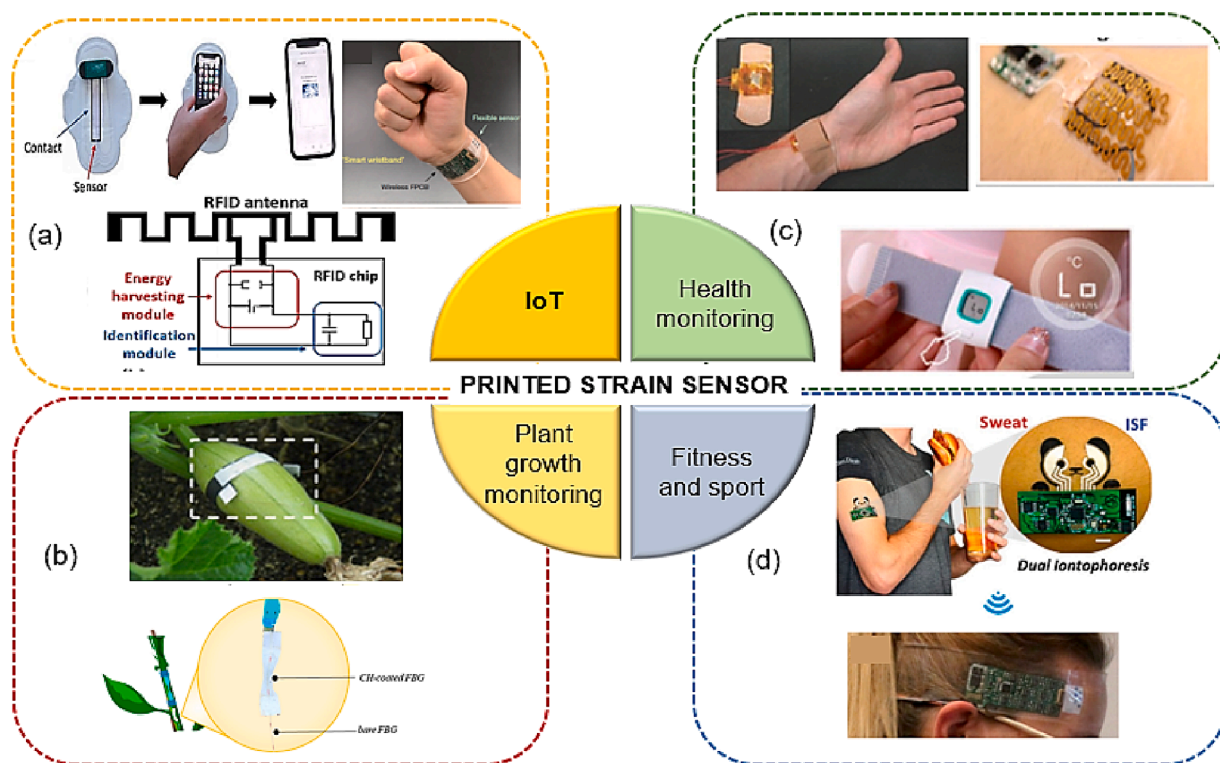 Contact
Sensor
Flexible sensor
"Smart wristband"
Wireless FPCB
(a)
RFID antenna
RFID chip
Energy
harvesting
module
Identification
module
IoT
Health
monitoring
(c)
°C
Lo
PRINTED STRAIN SENSOR
Plant
growth
monitoring
Fitness
and sport
(b)
CH-coated FBG
bare FBG
Sweat
ISF
Dual iontophoresis
(d)